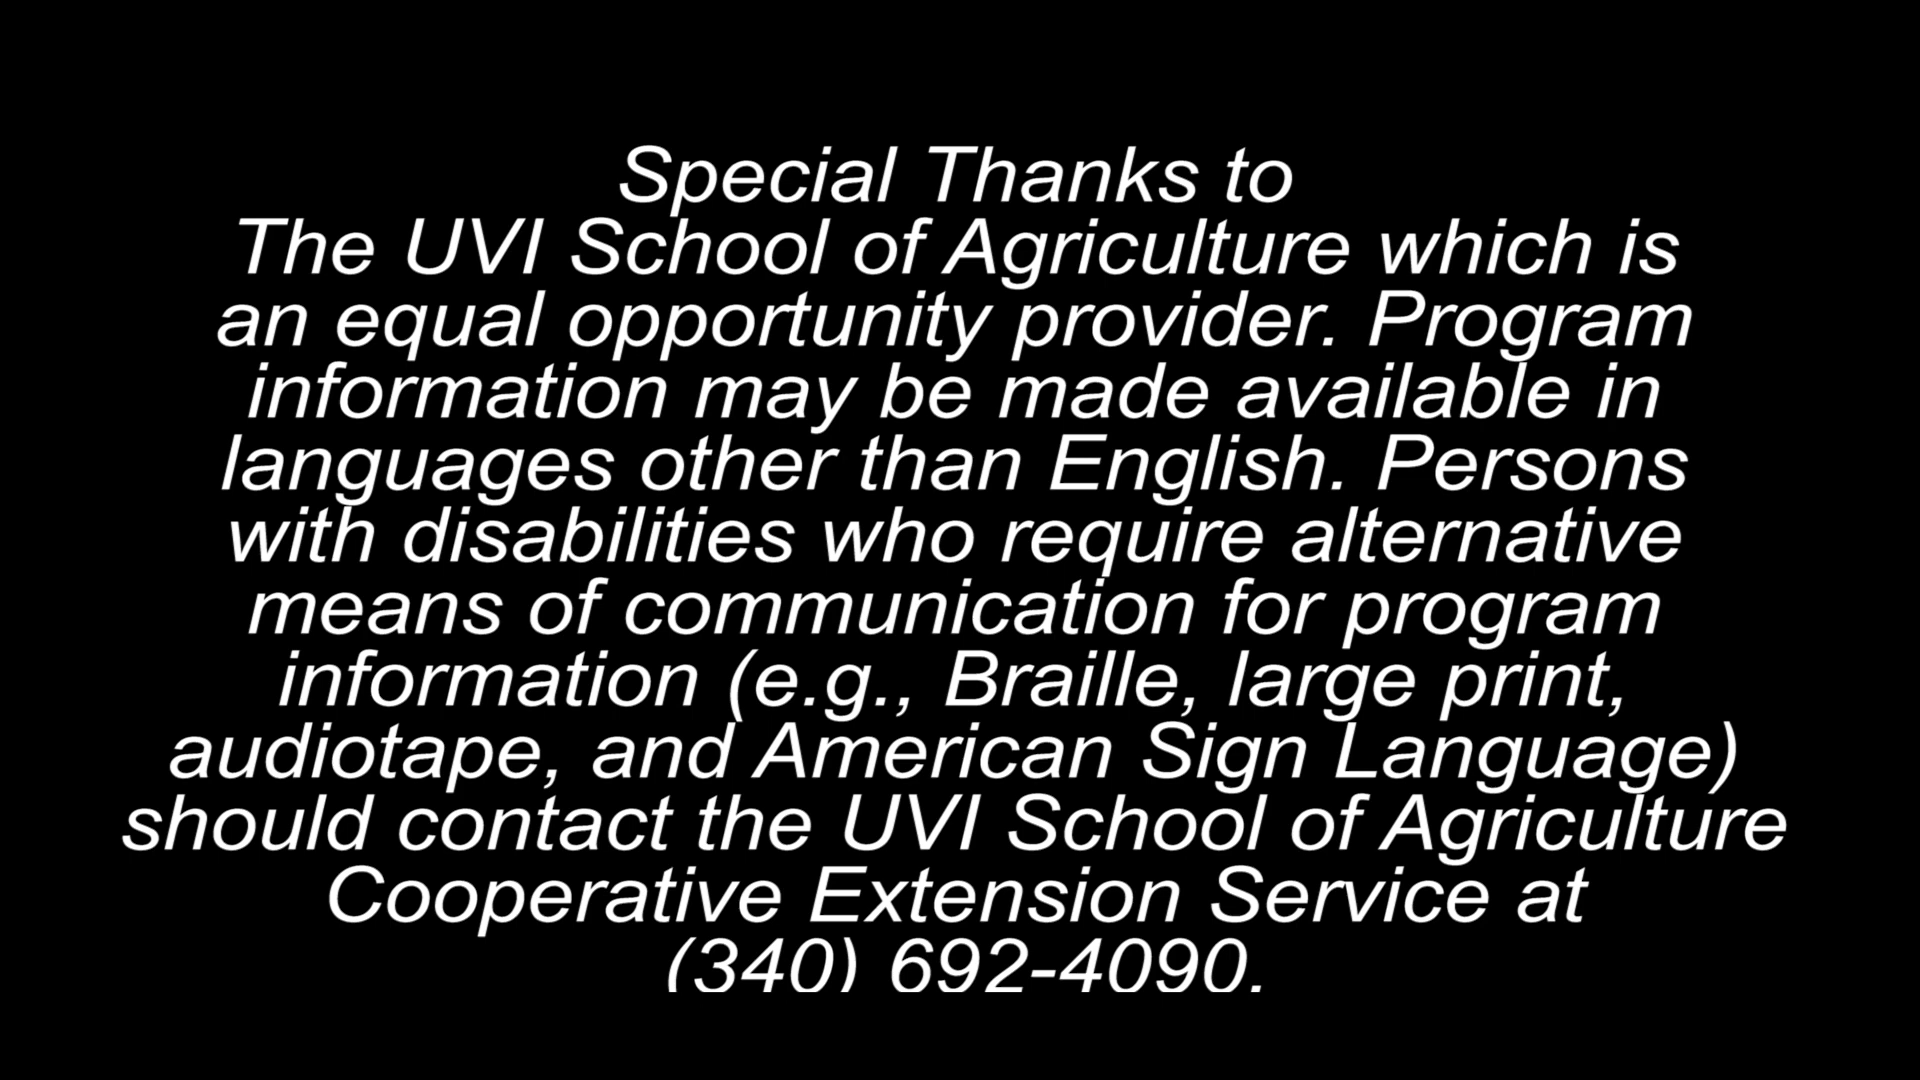 Special Thanks to
The UVI School of Agriculture which is
an equal opportunity provider. Program
information may be made available in
languages other than English. Persons
with disabilities who require alternative
means of communication for program
information (e.g., Braille, large print,
audiotape, and American Sign Language)
should contact the UVI School of Agriculture
Cooperative Extension Service at
(340) 692-4090.